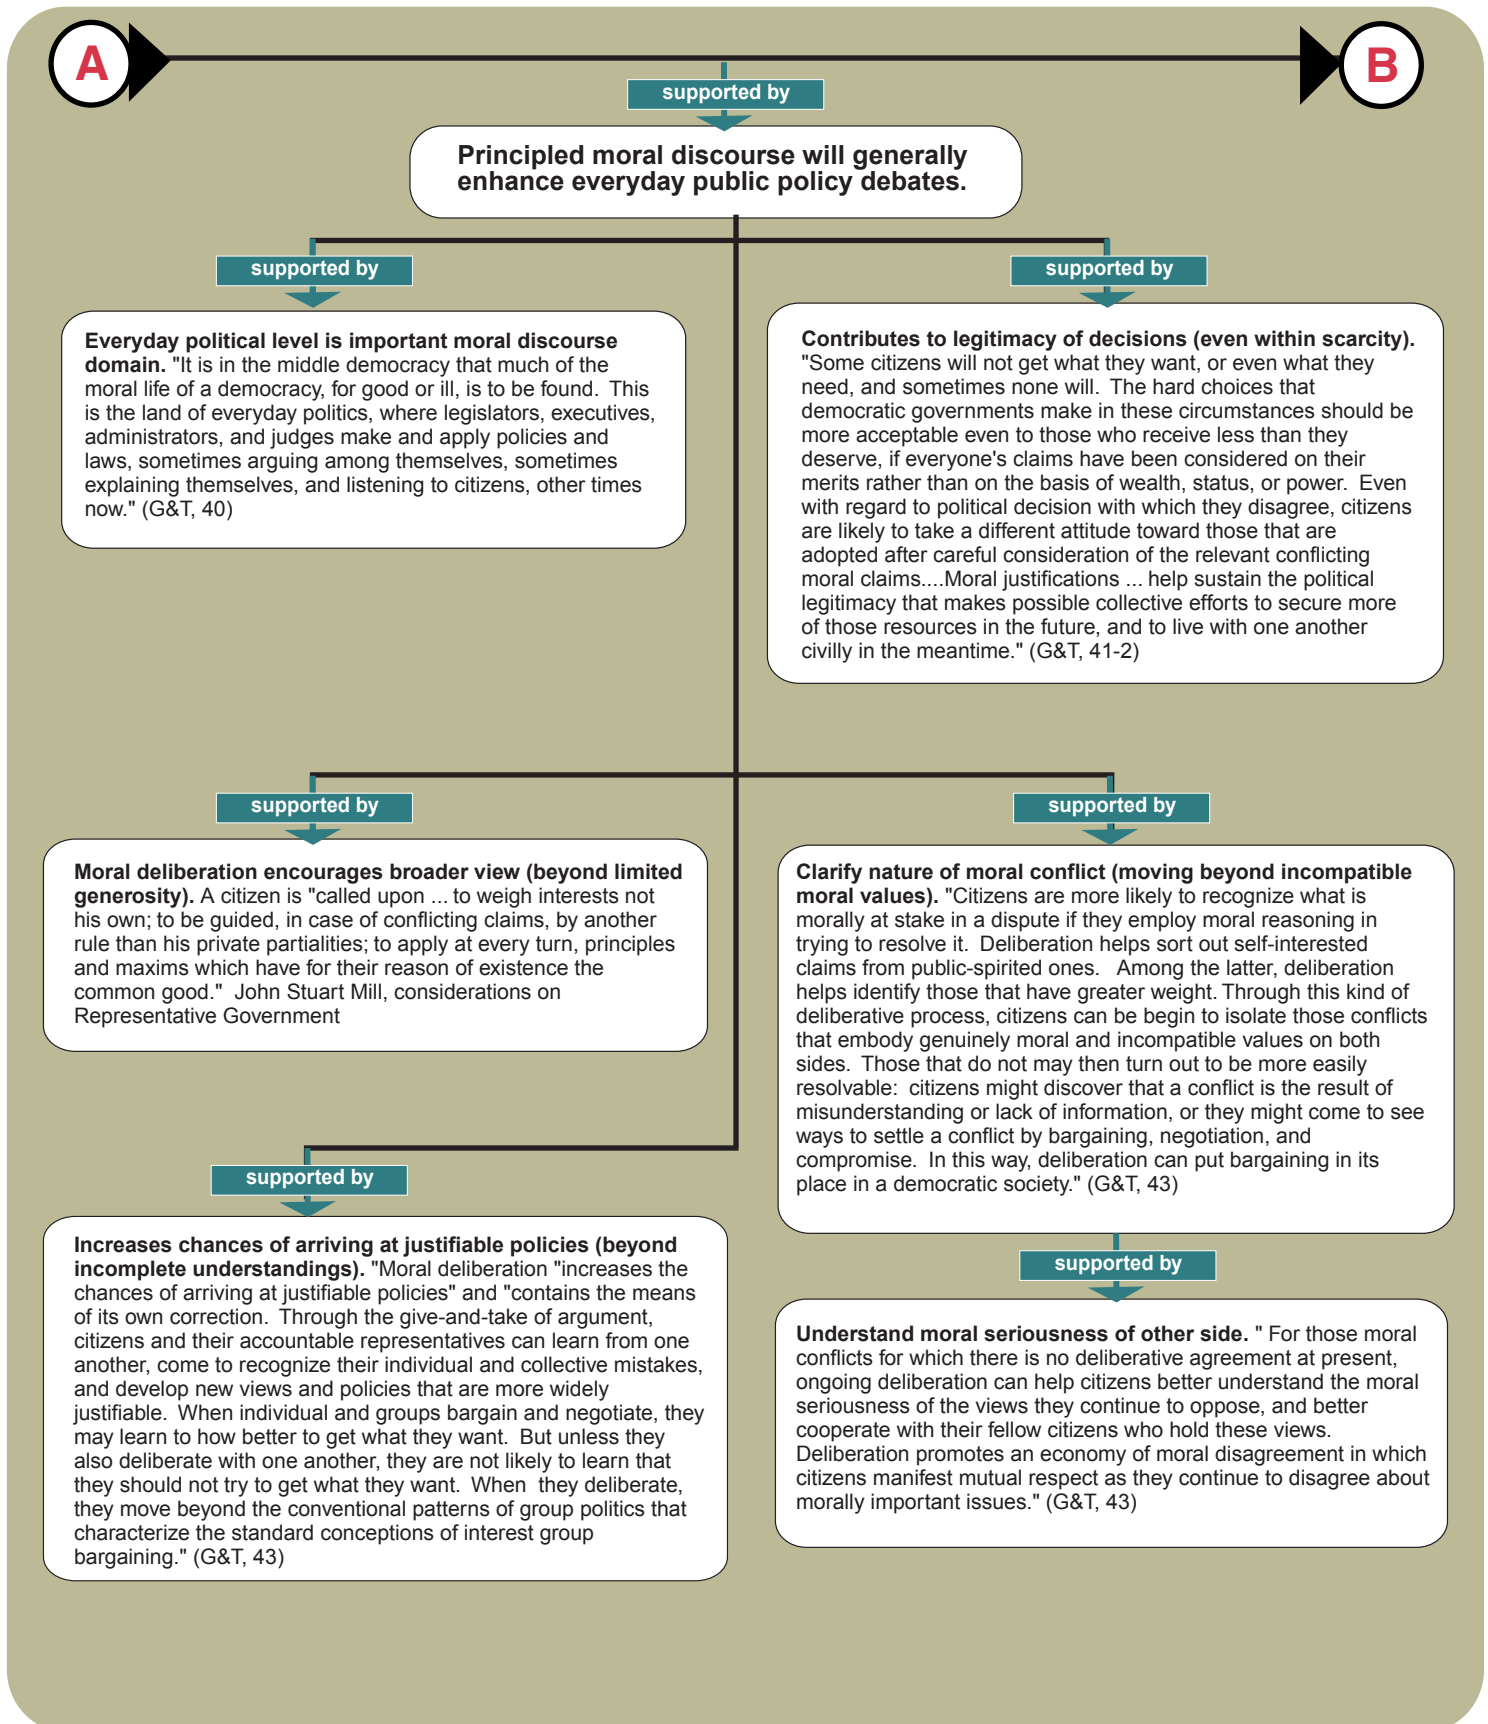 A
B
supported by
Principled moral discourse will generally
enhance everyday public policy debates.
supported by
Everyday political level is important moral discourse
domain. "It is in the middle democracy that much of the
moral life of a democracy, for good or ill, is to be found.  This
is the land of everyday politics, where legislators, executives,
administrators, and judges make and apply policies and
laws, sometimes arguing among themselves, sometimes
explaining themselves, and listening to citizens, other times
now." (G&T, 40)
supported by
Contributes to legitimacy of decisions (even within scarcity).
"Some citizens will not get what they want, or even what they
need, and sometimes none will.  The hard choices that
democratic governments make in these circumstances should be
more acceptable even to those who receive less than they
deserve, if everyone's claims have been considered on their
merits rather than on the basis of wealth, status, or power.  Even
with regard to political decision with which they disagree, citizens
are likely to take a different attitude toward those that are
adopted after careful consideration of the relevant conflicting
moral claims....Moral justifications ... help sustain the political
legitimacy that makes possible collective efforts to secure more
of those resources in the future, and to live with one another
civilly in the meantime." (G&T, 41-2)
supported by
Moral deliberation encourages broader view (beyond limited
generosity). A citizen is "called upon ... to weigh interests not
his own; to be guided, in case of conflicting claims, by another
rule than his private partialities; to apply at every turn, principles
and maxims which have for their reason of existence the
common good."  John Stuart Mill, considerations on
Representative Government
supported by
Clarify nature of moral conflict (moving beyond incompatible
moral values). "Citizens are more likely to recognize what is
morally at stake in a dispute if they employ moral reasoning in
trying to resolve it.  Deliberation helps sort out self-interested
claims from public-spirited ones.   Among the latter, deliberation
helps identify those that have greater weight. Through this kind of
deliberative process, citizens can be begin to isolate those conflicts
that embody genuinely moral and incompatible values on both
sides.  Those that do not may then turn out to be more easily
resolvable:  citizens might discover that a conflict is the result of
misunderstanding or lack of information, or they might come to see
ways to settle a conflict by bargaining, negotiation, and
compromise.  In this way, deliberation can put bargaining in its
place in a democratic society." (G&T, 43)
supported by
Increases chances of arriving at justifiable policies (beyond
incomplete understandings). "Moral deliberation "increases the
chances of arriving at justifiable policies" and "contains the means
of its own correction.  Through the give-and-take of argument,
citizens and their accountable representatives can learn from one
another, come to recognize their individual and collective mistakes,
and develop new views and policies that are more widely
justifiable.  When individual and groups bargain and negotiate, they
may learn to how better to get what they want.  But unless they
also deliberate with one another, they are not likely to learn that
they should not try to get what they want.  When  they deliberate,
they move beyond the conventional patterns of group politics that
characterize the standard conceptions of interest group
bargaining." (G&T, 43)
supported by
Understand moral seriousness of other side. " For those moral
conflicts for which there is no deliberative agreement at present,
ongoing deliberation can help citizens better understand the moral
seriousness of the views they continue to oppose, and better
cooperate with their fellow citizens who hold these views.
Deliberation promotes an economy of moral disagreement in which
citizens manifest mutual respect as they continue to disagree about
morally important issues." (G&T, 43)